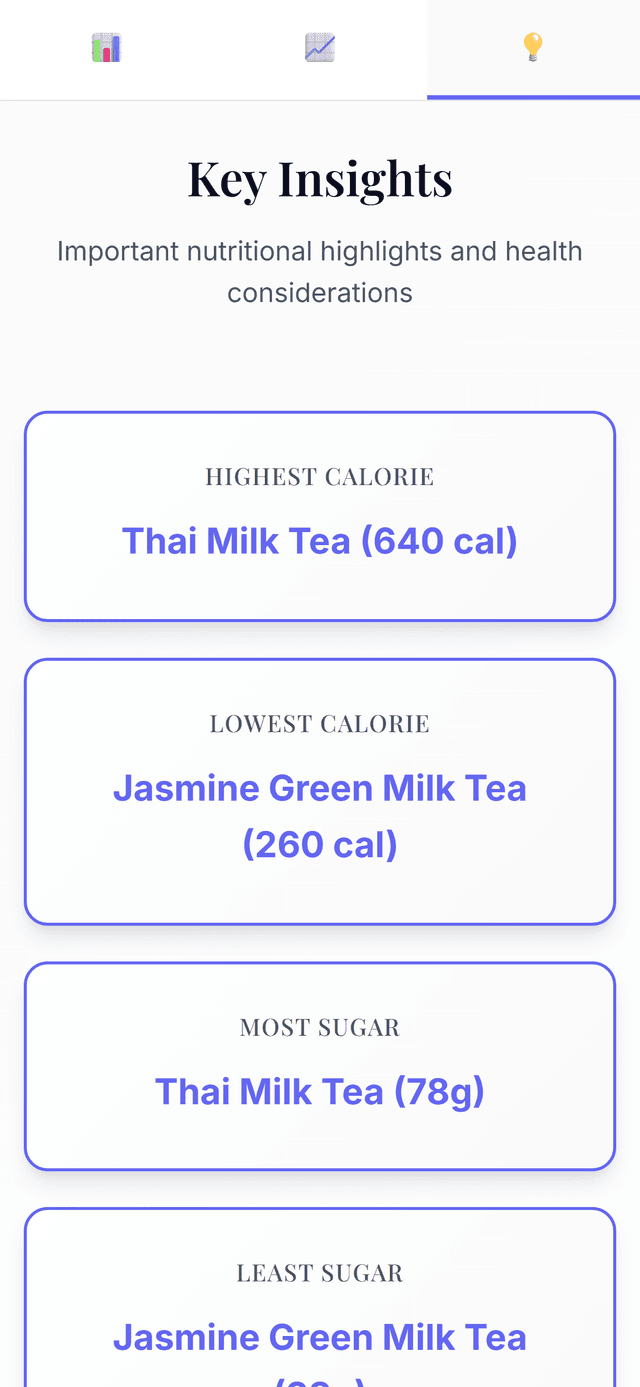 Key Insights
Important nutritional highlights and health
considerations
HIGHEST CALORIE
Thai Milk Tea (640 cal)
LOWEST CALORIE
Jasmine Green Milk Tea
(260 cal)
MOST SUGAR
Thai Milk Tea (78g)
LEAST SUGAR
Jasmine Green Milk Tea